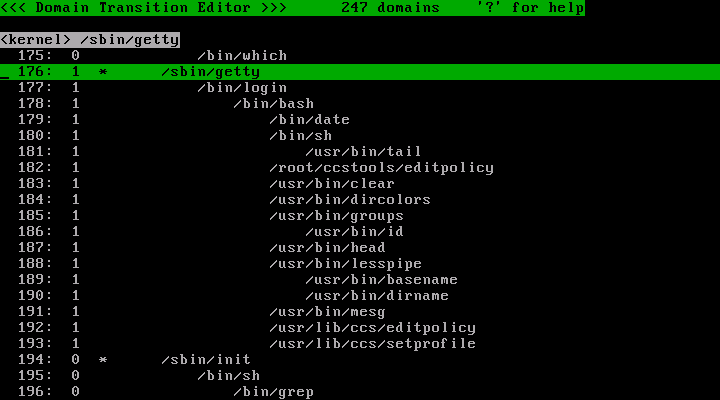 <<< Domain Transition Editor >>>      247 domains    '?' for help
<kernel> /sbin/getty
175:  0             /bin/which
_ 176:  1  *      /sbin/getty
177:  1             /bin/login
178:  1                 /bin/bash
179:  1                     /bin/date
180:  1                     /bin/sh
181:  1                         /usr/bin/tail
182:  1                     /root/ccstools/editpolicy
183:  1                     /usr/bin/clear
184:  1                     /usr/bin/dircolors
185:  1                     /usr/bin/groups
186:  1                         /usr/bin/id
187:  1                     /usr/bin/head
188:  1                     /usr/bin/lesspipe
189:  1                         /usr/bin/basename
190:  1                         /usr/bin/dirname
191:  1                     /usr/bin/mesg
192:  1                     /usr/lib/ccs/editpolicy
193:  1                     /usr/lib/ccs/setprofile
194:  0  *      /sbin/init
195:  0             /bin/sh
196:  0                 /bin/grep